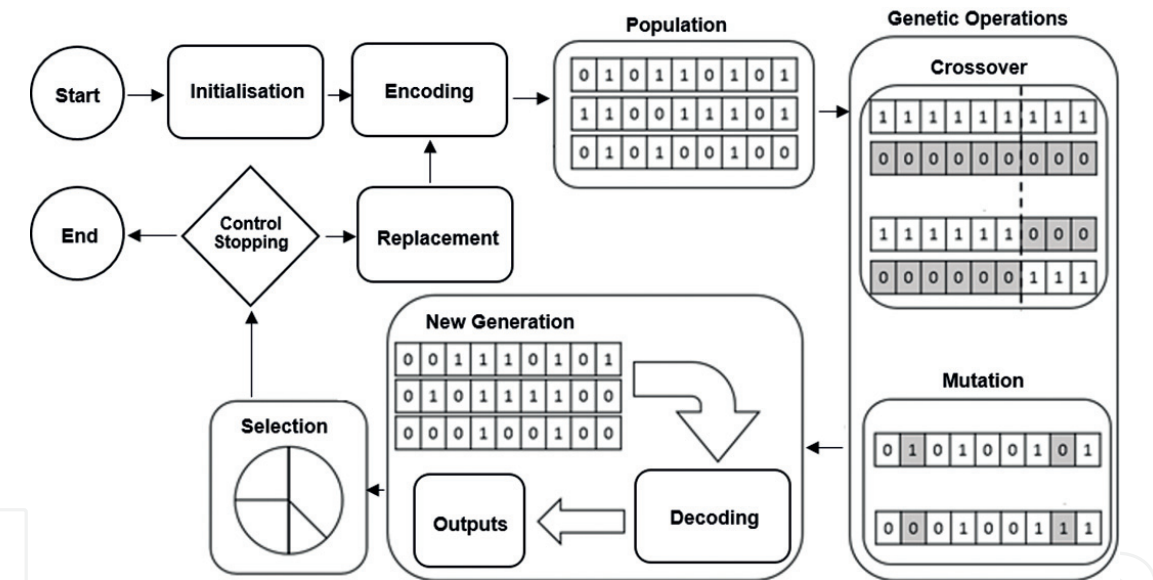 Start
Initialisation
Encoding
Population
0 1 0 1 1 0 1 0 1
1 1 0 0 1 1 1 0 1
0 1 0 1 0 0 1 0 0
Genetic Operations
Crossover
1 1 1 1 1 1 1 1 1
0 0 0 0 0 0 0 0 0
1 1 1 1 1 1 0 0 0
0 0 0 0 0 0 1 1 1
Mutation
0 1 0 1 0 0 1 0 1
0 0 0 1 0 0 1 1 1
End
Control
Stopping
Replacement
New Generation
0 0 1 1 1 0 1 0 1
0 1 0 1 1 1 1 0 0
0 0 0 1 0 0 1 0 0
Decoding
Outputs
Selection